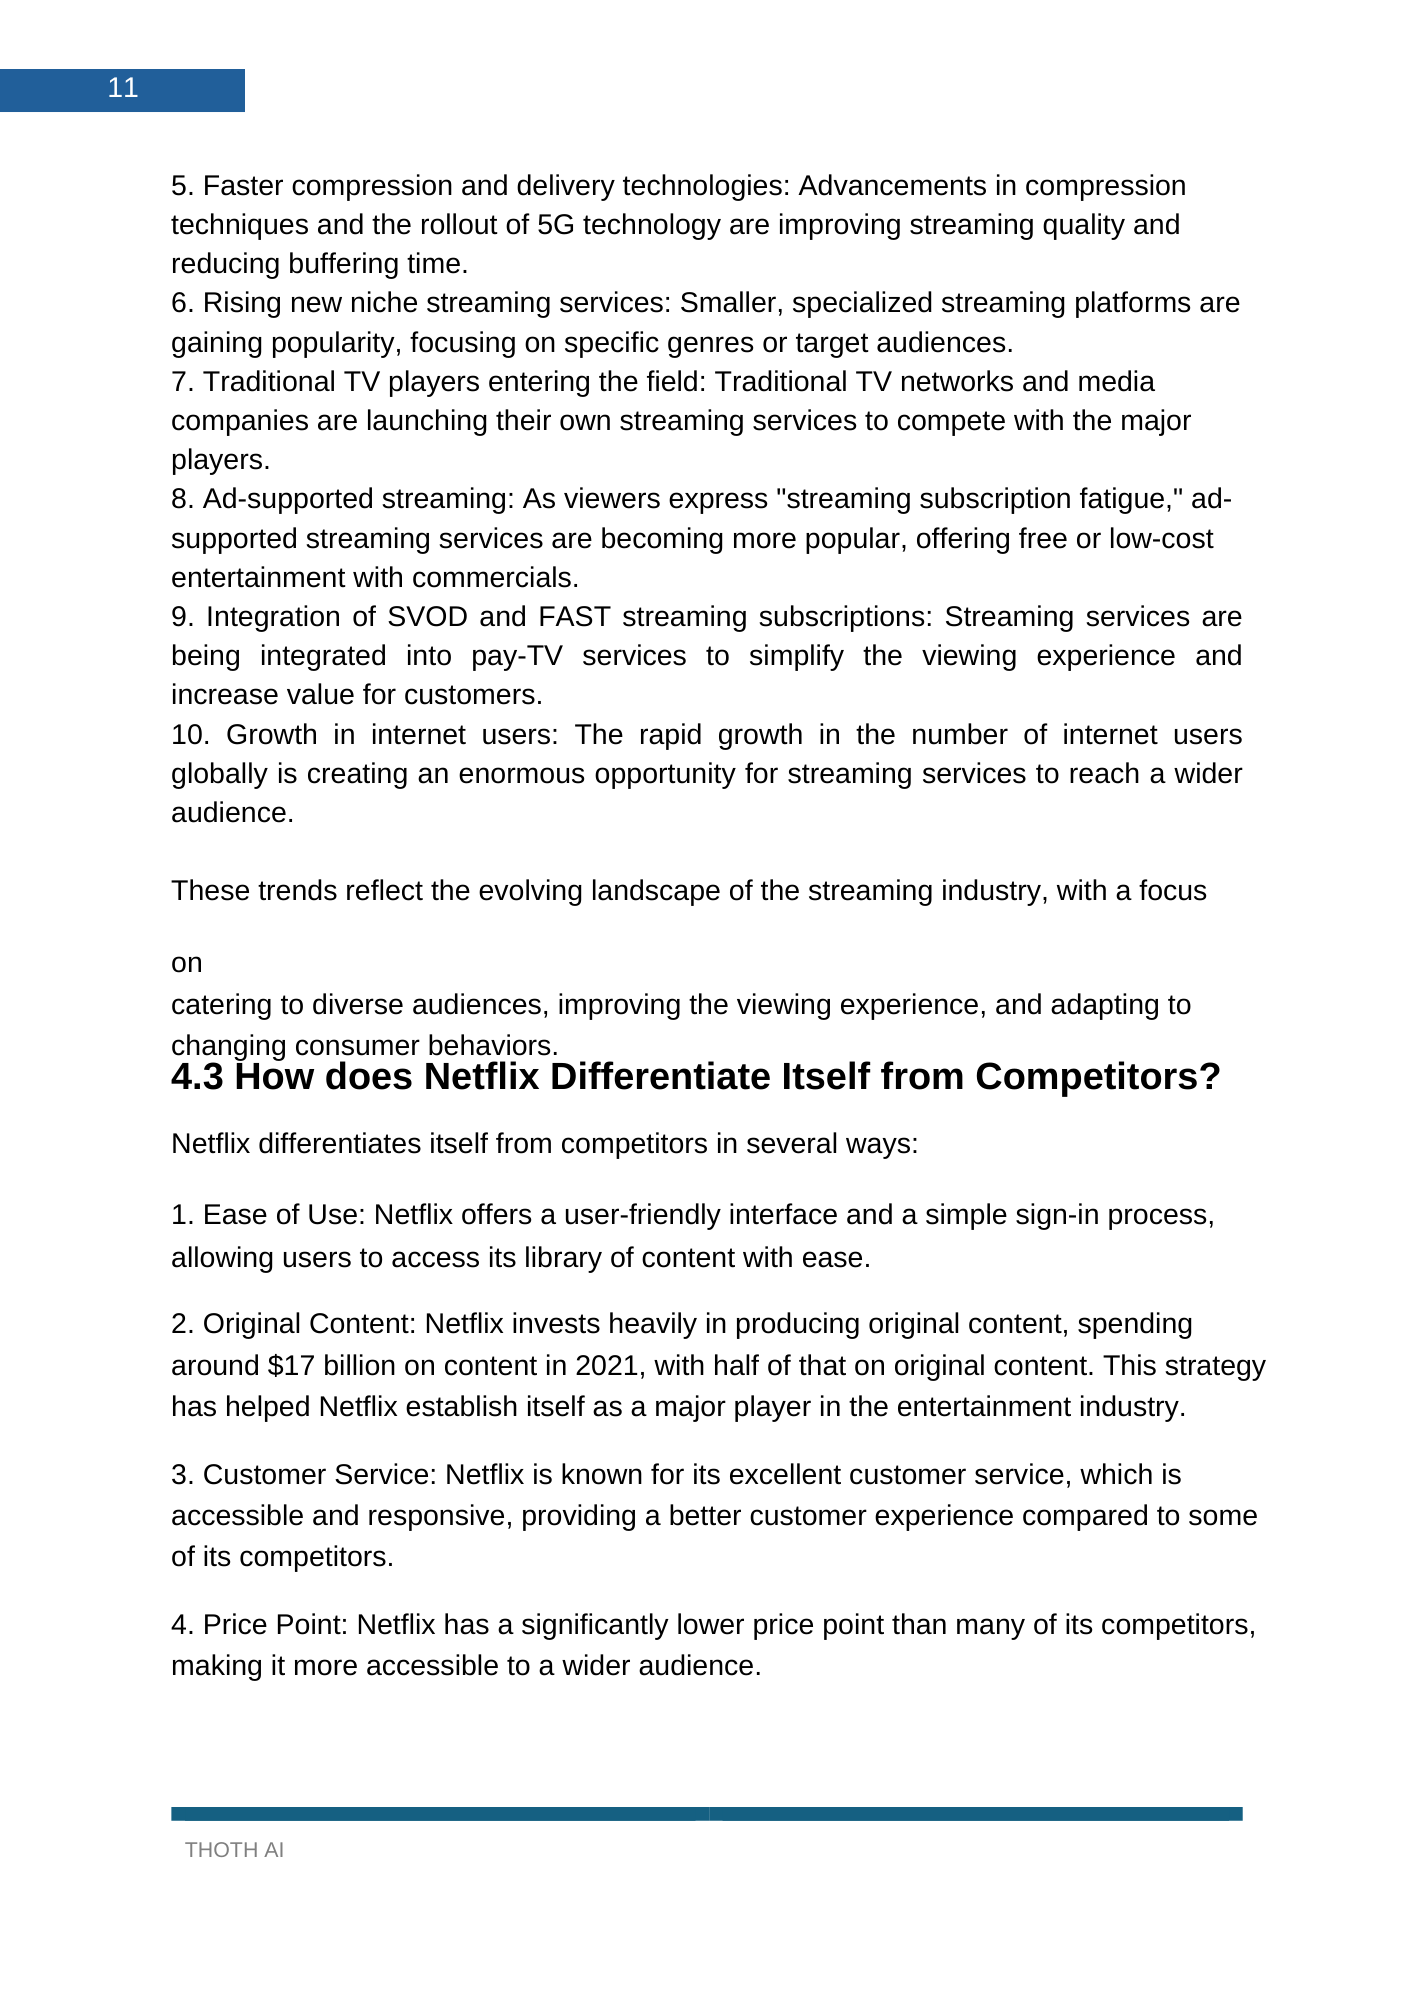 11
5. Faster compression and delivery technologies: Advancements in compression
techniques and the rollout of 5G technology are improving streaming quality and
reducing buffering time.
6. Rising new niche streaming services: Smaller, specialized streaming platforms are
gaining popularity, focusing on specific genres or target audiences.
7. Traditional TV players entering the field: Traditional TV networks and media
companies are launching their own streaming services to compete with the major
players.
8. Ad-supported streaming: As viewers express "streaming subscription fatigue," ad-
supported streaming services are becoming more popular, offering free or low-cost
entertainment with commercials.
9. Integration of SVOD and FAST streaming subscriptions: Streaming services are
being integrated into pay-TV services to simplify the viewing experience and
increase value for customers.
10. Growth in internet users: The rapid growth in the number of internet users
globally is creating an enormous opportunity for streaming services to reach a wider
audience.
These trends reflect the evolving landscape of the streaming industry, with a focus
on
catering to diverse audiences, improving the viewing experience, and adapting to
changing consumer behaviors.
4.3 How does Netflix Differentiate Itself from Competitors?
Netflix differentiates itself from competitors in several ways:
1. Ease of Use: Netflix offers a user-friendly interface and a simple sign-in process,
allowing users to access its library of content with ease.
2. Original Content: Netflix invests heavily in producing original content, spending
around $17 billion on content in 2021, with half of that on original content. This strategy
has helped Netflix establish itself as a major player in the entertainment industry.
3. Customer Service: Netflix is known for its excellent customer service, which is
accessible and responsive, providing a better customer experience compared to some
of its competitors.
4. Price Point: Netflix has a significantly lower price point than many of its competitors,
making it more accessible to a wider audience.
THOTH AI